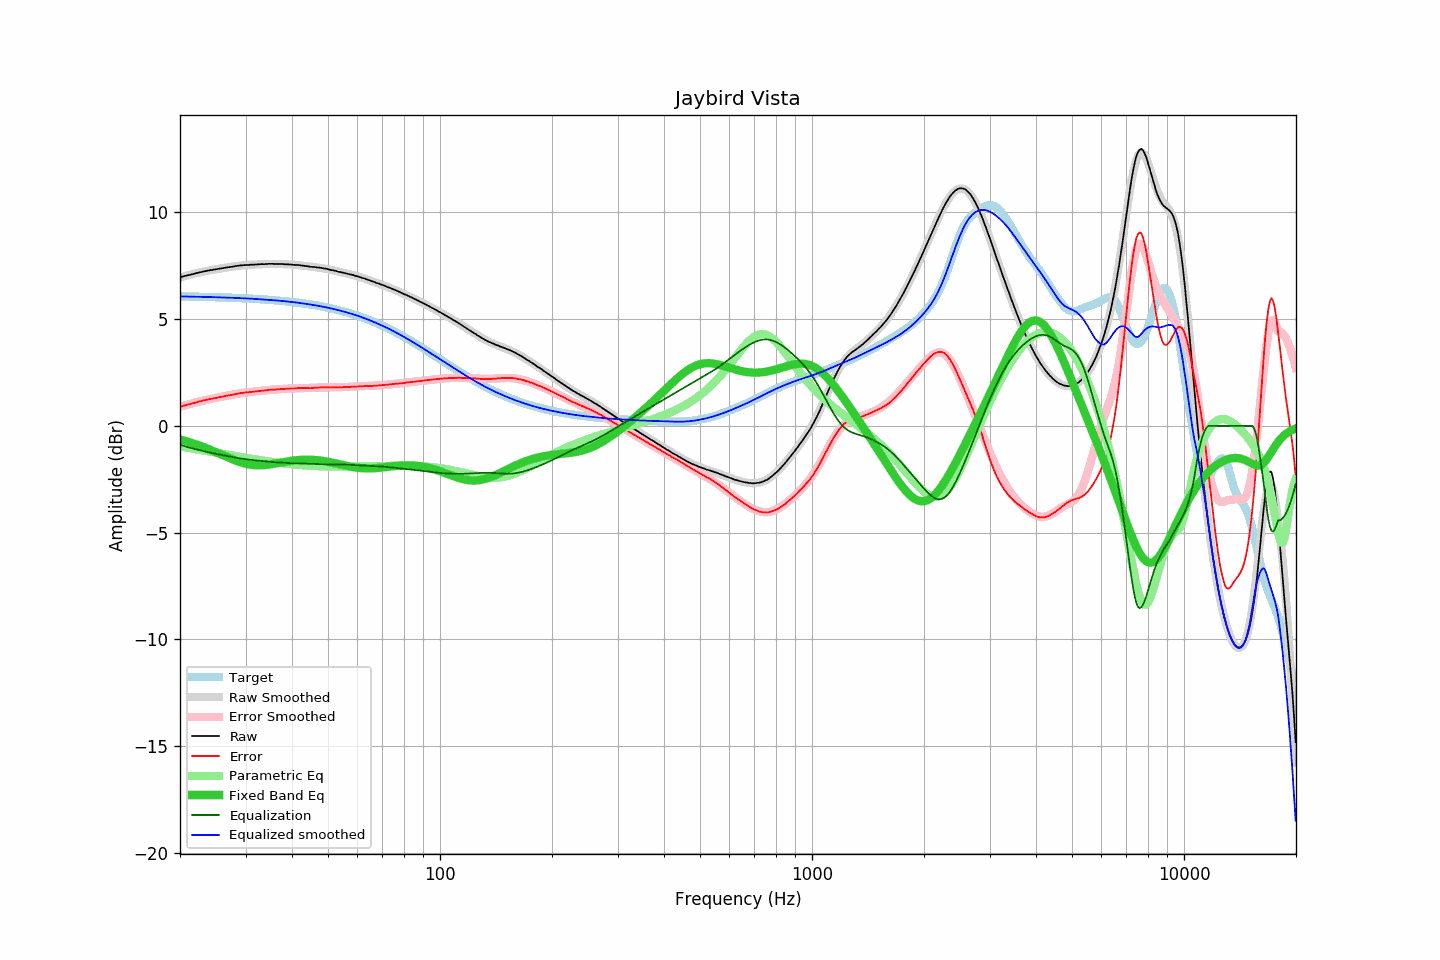 Jaybird Vista
Amplitude (dBr)
10
5
0
−5
−10
−15
−20
Target
Raw Smoothed
Error Smoothed
Raw
Error
Parametric Eq
Fixed Band Eq
Equalization
Equalized smoothed
100 1000 10000
Frequency (Hz)